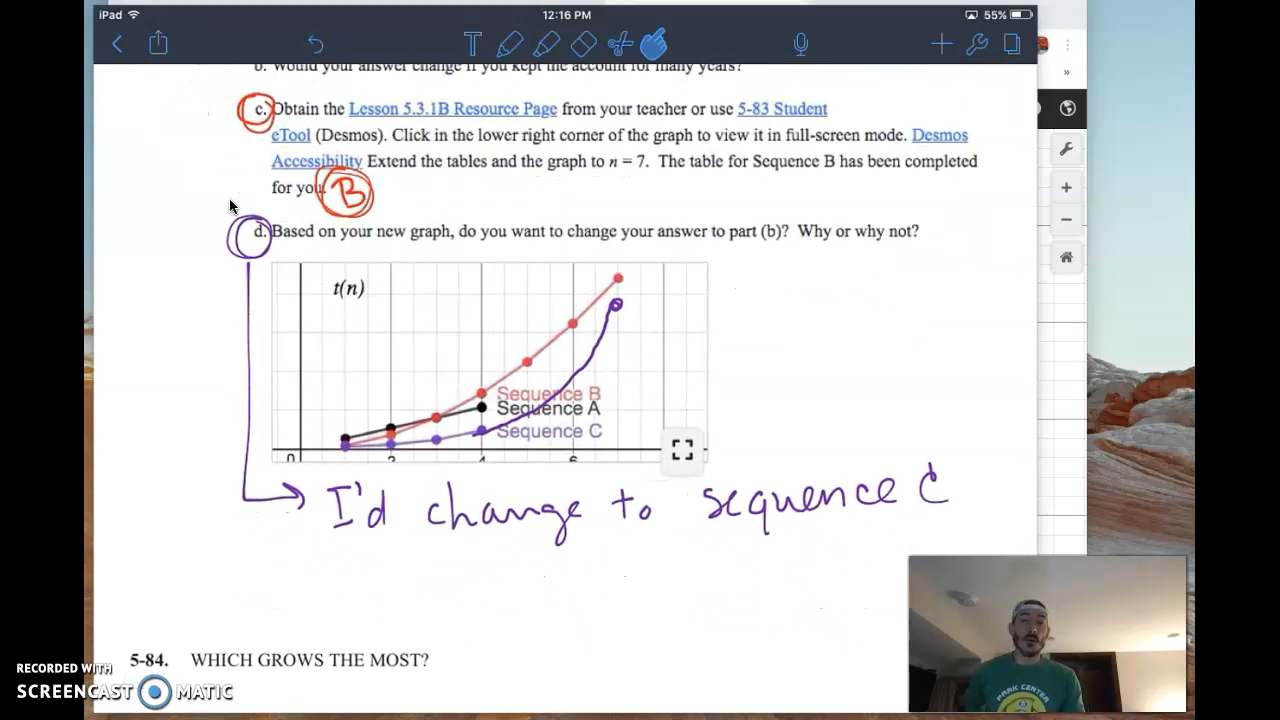 iPad 12:16 PM 55%
T
b. Would your answer change if you kept the account for many years?
c. Obtain the Lesson 5.3.1B Resource Page from your teacher or use 5-83 Student
eTool (Desmos). Click in the lower right corner of the graph to view it in full-screen mode. Desmos
Accessibility Extend the tables and the graph to n = 7. The table for Sequence B has been completed
for you. B
d. Based on your new graph, do you want to change your answer to part (b)? Why or why not?
t(n)
Sequence B
Sequence A
Sequence C
0 2 4 6
I'd change to sequence C
5-84. WHICH GROWS THE MOST?
PARK CENTER
RECORDED WITH
SCREENCAST MATIC